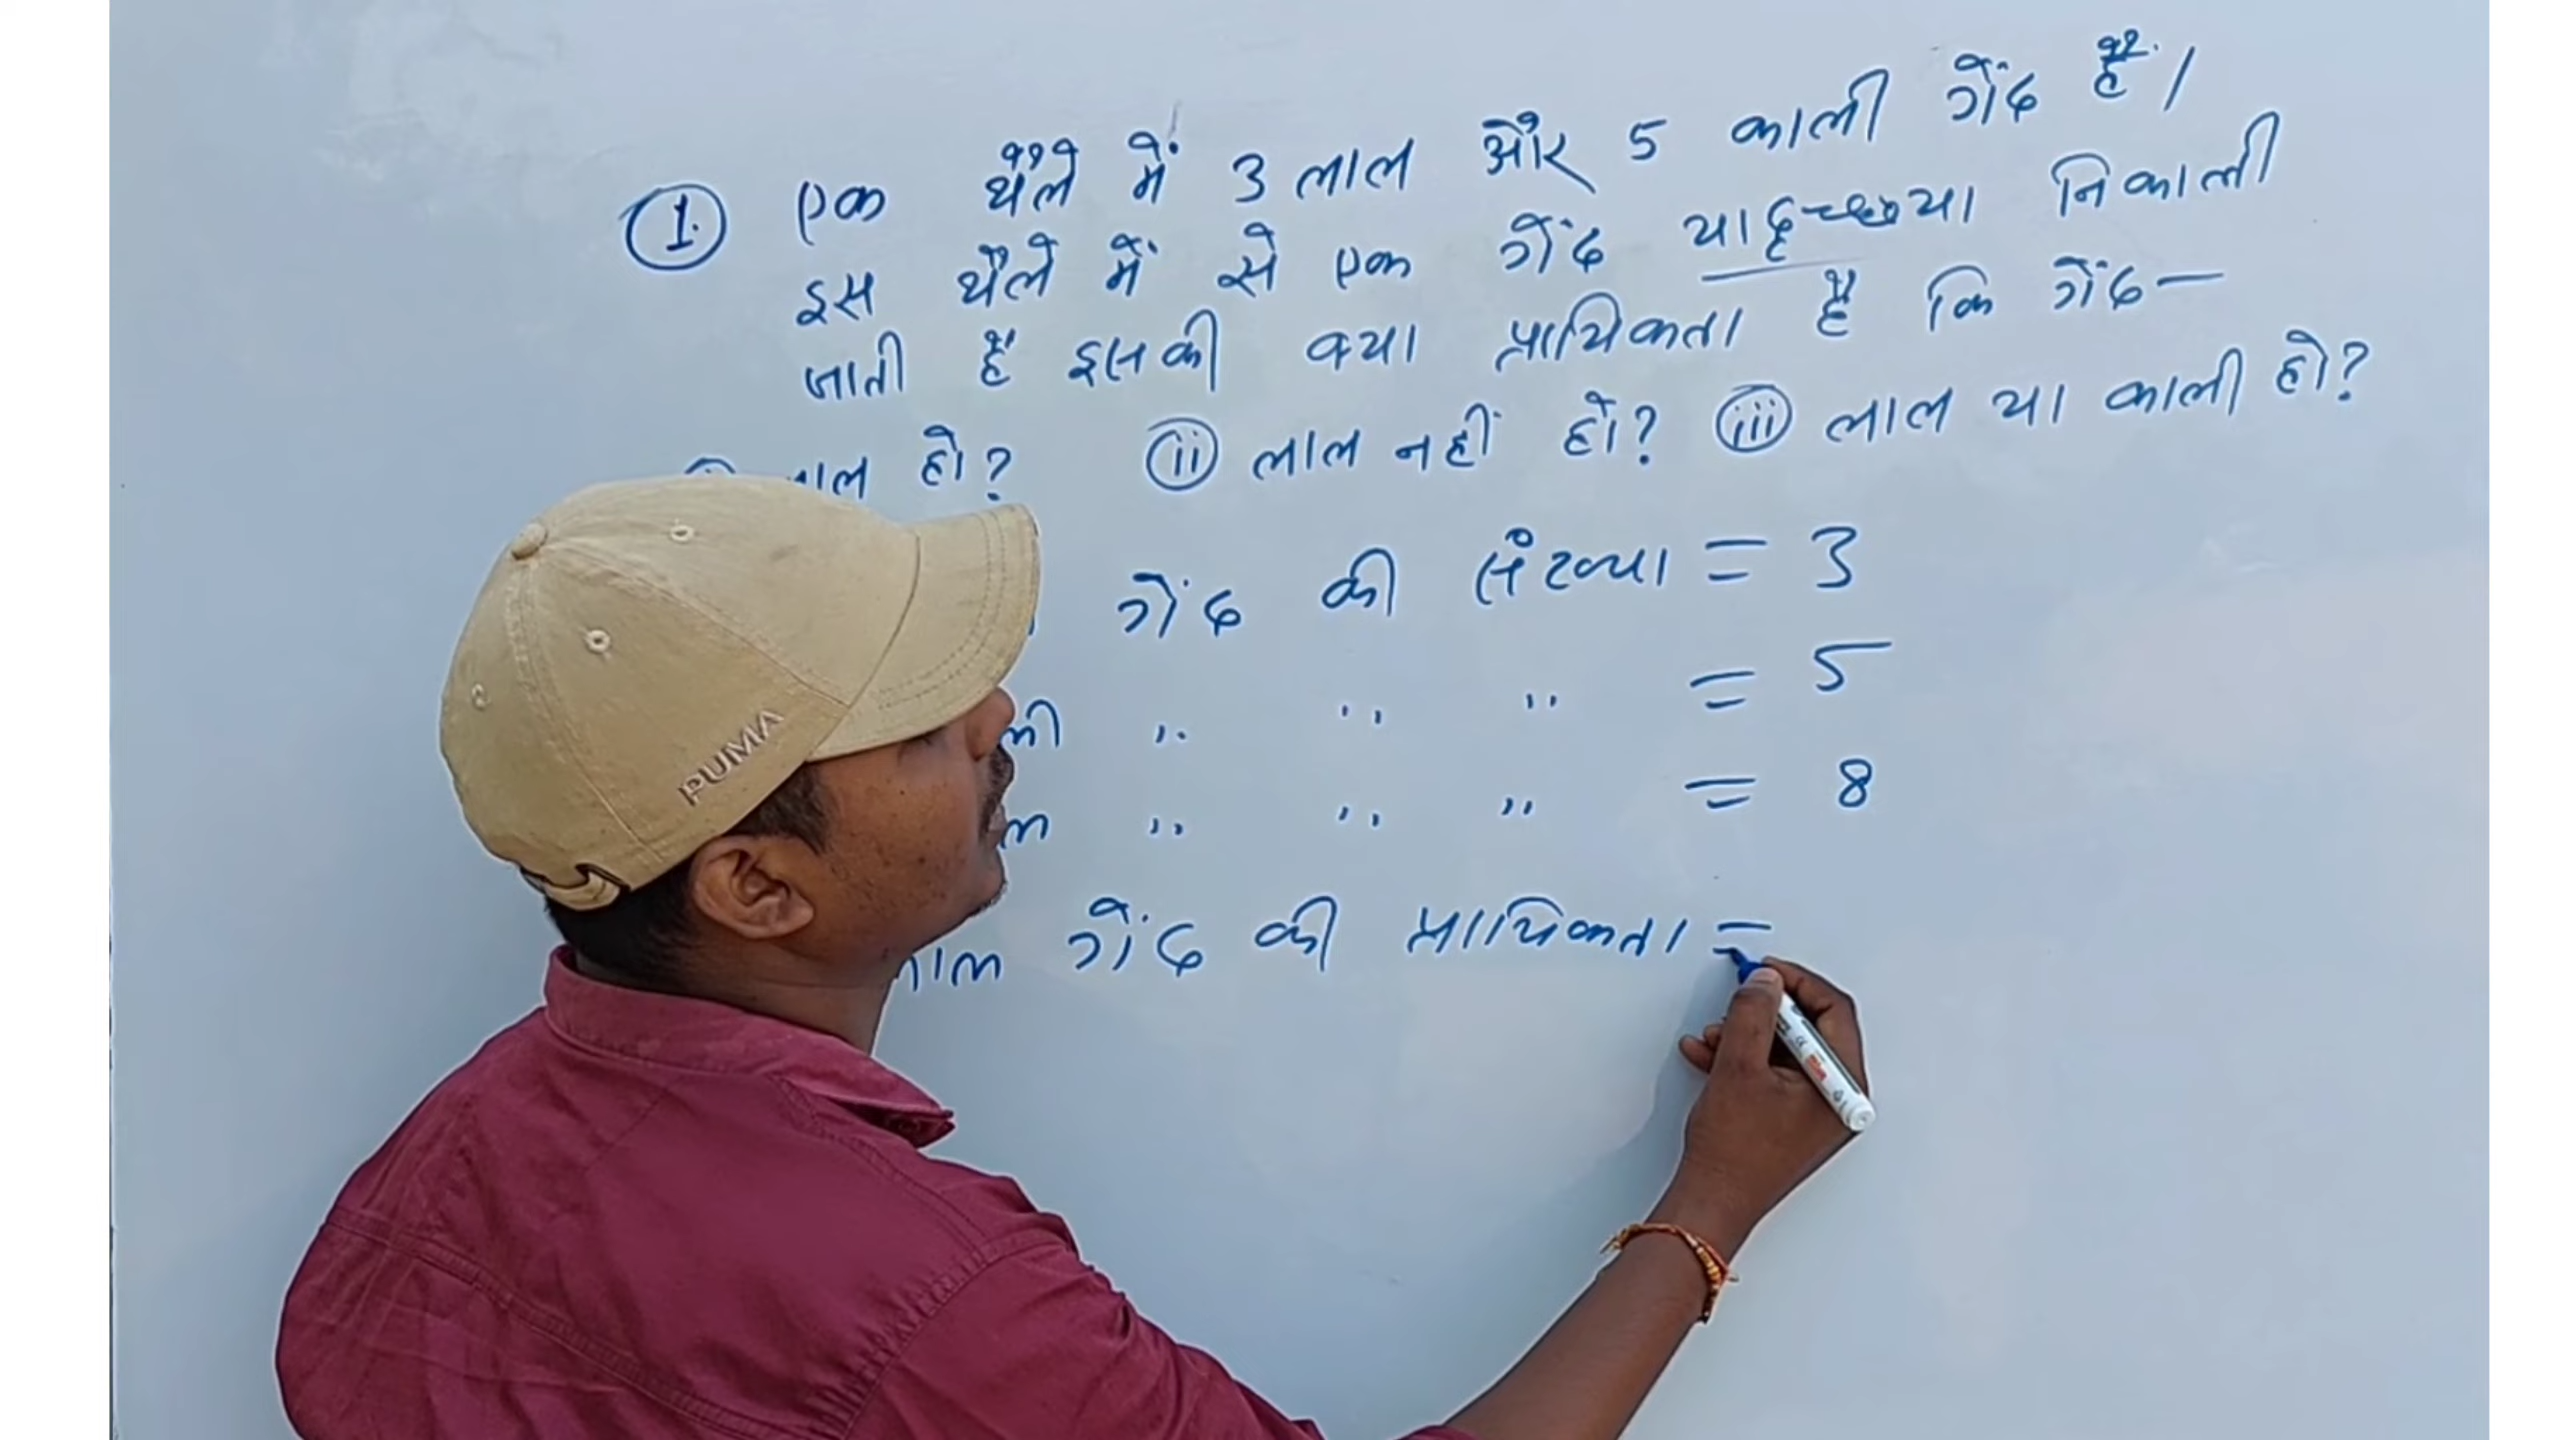 1. एक थैले में 3 लाल और 5 काली गेंद हैं।
इस थैले में से एक गेंद यादृच्छया निकाली
जाती हैं इसकी क्या प्रायिकता है कि गेंद—
हो? (ii) लाल नहीं हो? (iii) लाल या काली हो?
गेंद की संख्या = 3
,, ,, ,, = 5
,, ,, ,, = 8
गेंद की प्रायिकता =
PUMA